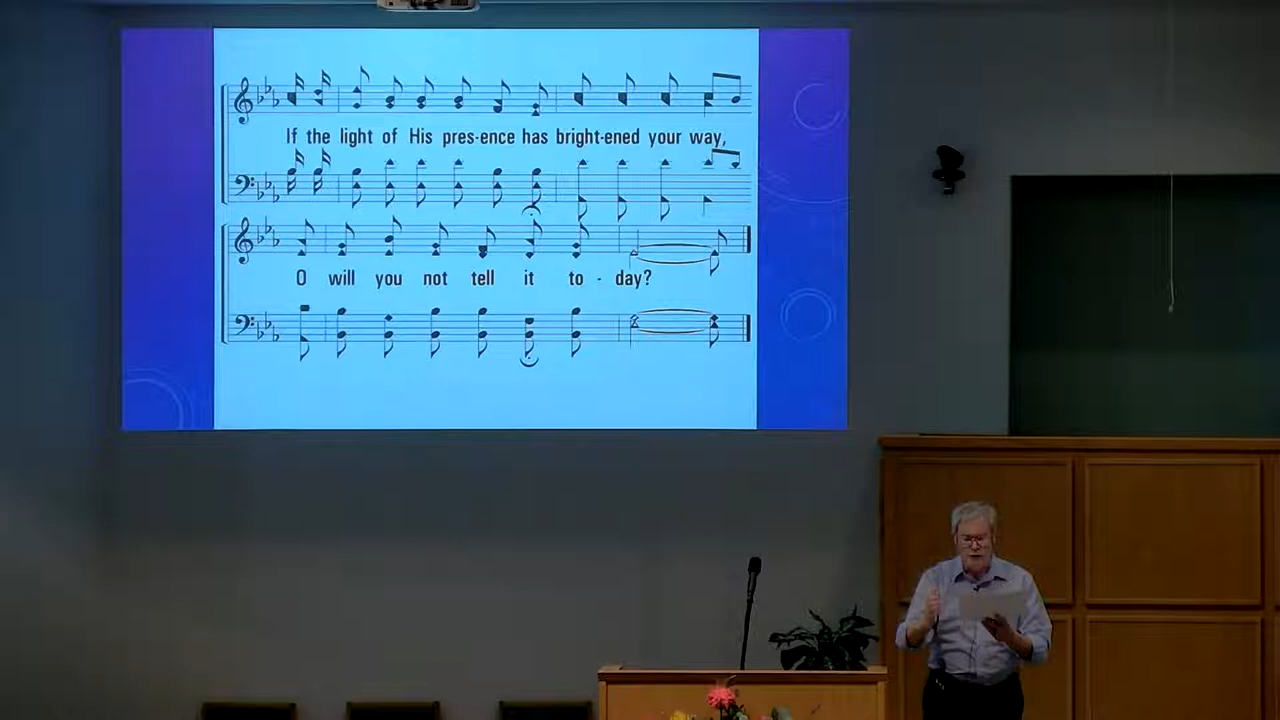 If the light of His pres-ence has bright-ened your way,
O will you not tell it to - day?